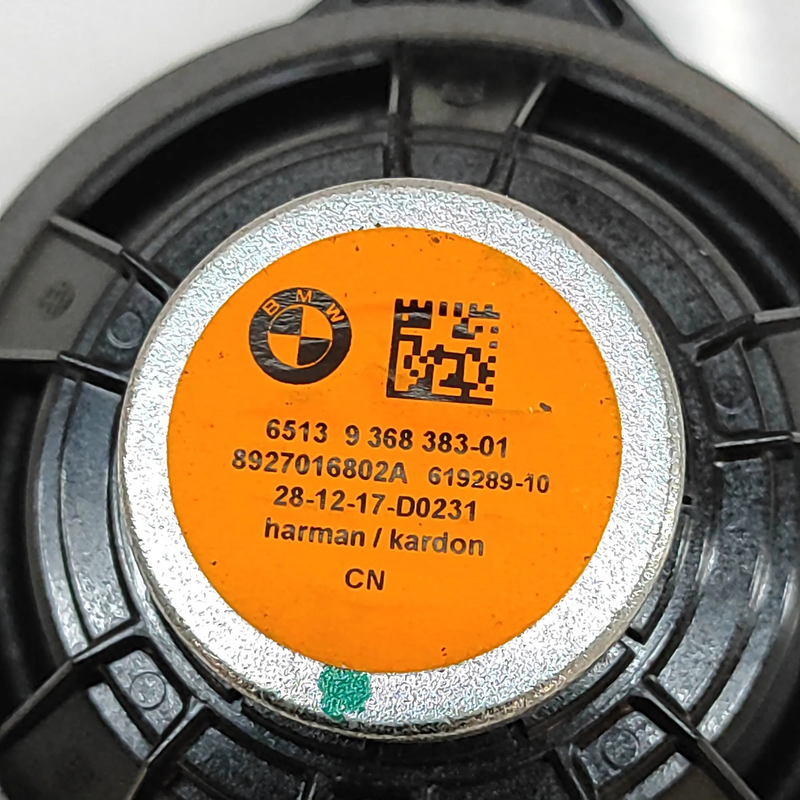 BMW
6513 9 368 383-01
8927016802A 619289-10
28-12-17-D0231
harman / kardon
CN